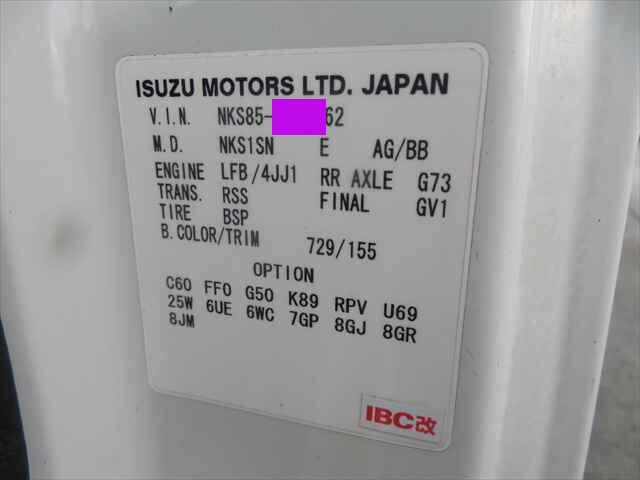 ISUZU MOTORS LTD. JAPAN
V.I.N. NKS85- 62
M.D. NKS1SN E AG/BB
ENGINE LFB/4JJ1 RR AXLE G73
TRANS. RSS FINAL GV1
TIRE BSP
B.COLOR/TRIM 729/155
OPTION
C60 FF0 G50 K89 RPV U69
25W 6UE 6WC 7GP 8GJ 8GR
8JM
IBC改